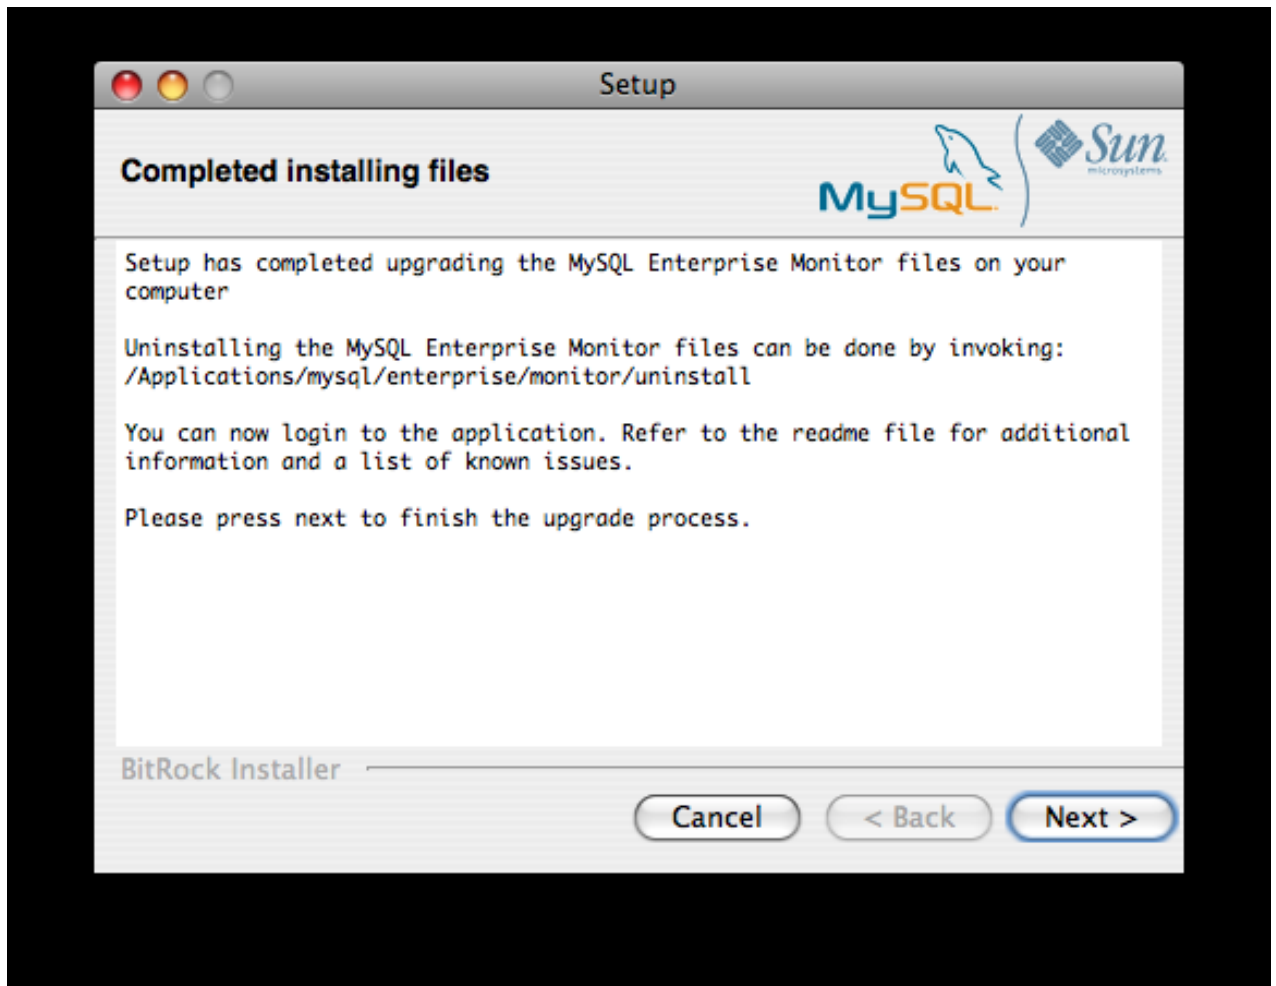 Setup
Completed installing files
MySQL
Sun
microsystems
Setup has completed upgrading the MySQL Enterprise Monitor files on your
computer
Uninstalling the MySQL Enterprise Monitor files can be done by invoking:
/Applications/mysql/enterprise/monitor/uninstall
You can now login to the application. Refer to the readme file for additional
information and a list of known issues.
Please press next to finish the upgrade process.
BitRock Installer
Cancel
< Back
Next >